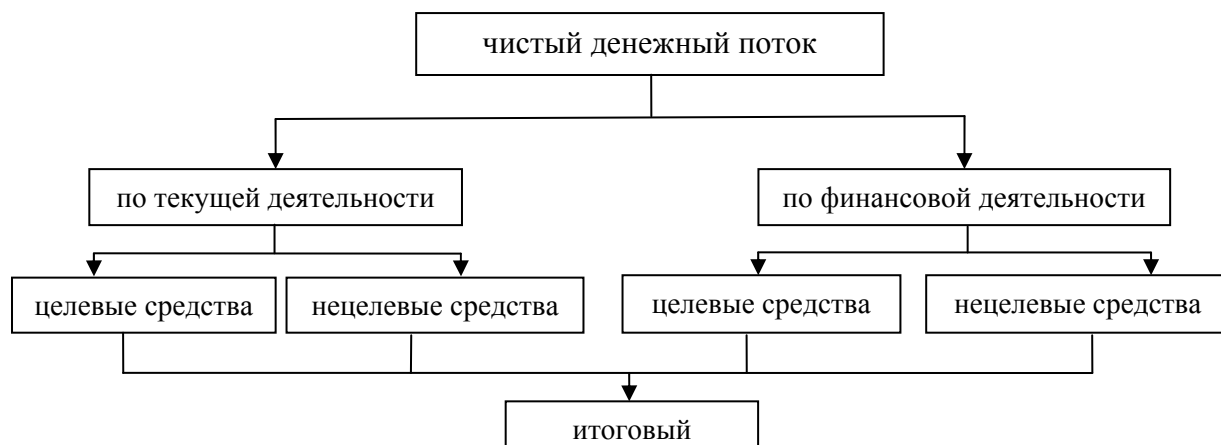 чистый денежный поток
по текущей деятельности
по финансовой деятельности
целевые средства
нецелевые средства
целевые средства
нецелевые средства
итоговый